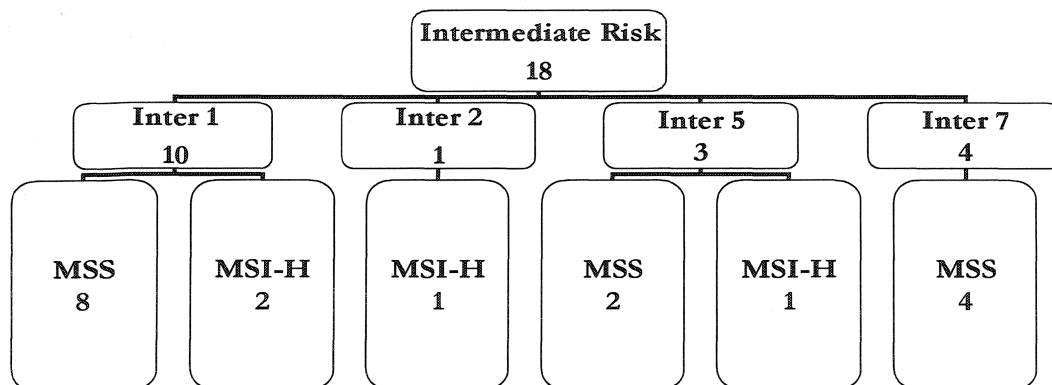 Intermediate Risk
18
Inter 1
10
Inter 2
1
Inter 5
3
Inter 7
4
MSS
8
MSI-H
2
MSI-H
1
MSS
2
MSI-H
1
MSS
4